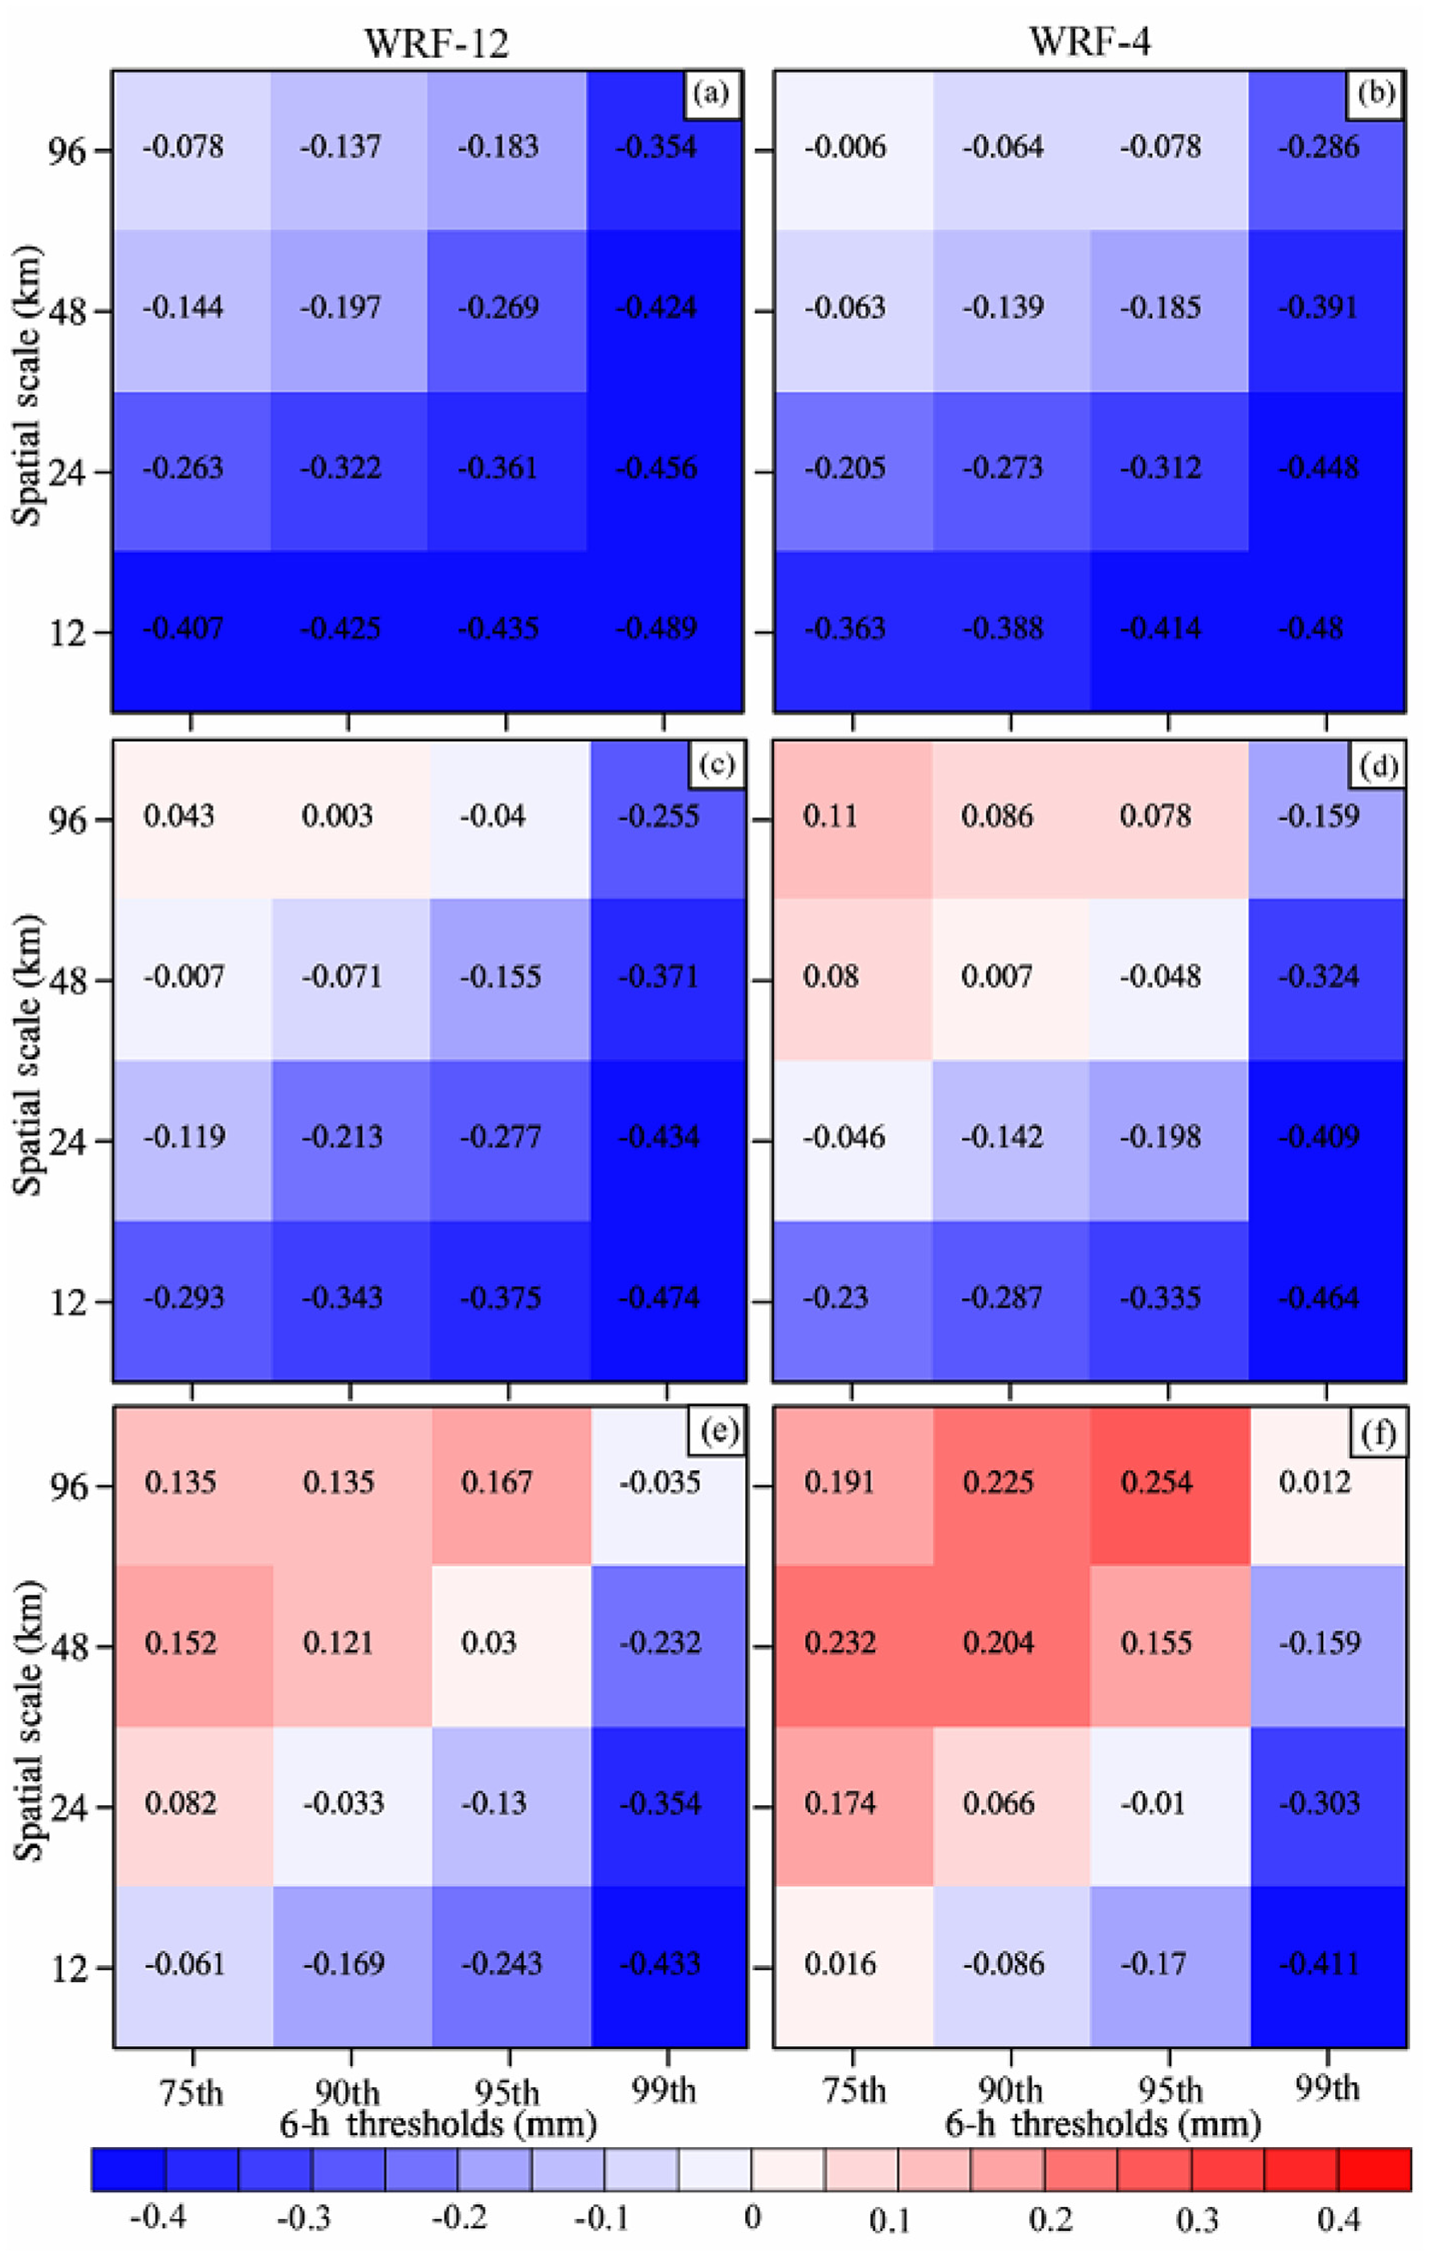 WRF-12 WRF-4
(a) (b)
96 -0.078 -0.137 -0.183 -0.354 -0.006 -0.064 -0.078 -0.286
48 -0.144 -0.197 -0.269 -0.424 -0.063 -0.139 -0.185 -0.391
24 -0.263 -0.322 -0.361 -0.456 -0.205 -0.273 -0.312 -0.448
12 -0.407 -0.425 -0.435 -0.489 -0.363 -0.388 -0.414 -0.48
Spatial scale (km)
(c) (d)
96 0.043 0.003 -0.04 -0.255 0.11 0.086 0.078 -0.159
48 -0.007 -0.071 -0.155 -0.371 0.08 0.007 -0.048 -0.324
24 -0.119 -0.213 -0.277 -0.434 -0.046 -0.142 -0.198 -0.409
12 -0.293 -0.343 -0.375 -0.474 -0.23 -0.287 -0.335 -0.464
Spatial scale (km)
(e) (f)
96 0.135 0.135 0.167 -0.035 0.191 0.225 0.254 0.012
48 0.152 0.121 0.03 -0.232 0.232 0.204 0.155 -0.159
24 0.082 -0.033 -0.13 -0.354 0.174 0.066 -0.01 -0.303
12 -0.061 -0.169 -0.243 -0.433 0.016 -0.086 -0.17 -0.411
Spatial scale (km)
75th 90th 95th 99th 75th 90th 95th 99th
6-h thresholds (mm) 6-h thresholds (mm)
-0.4 -0.3 -0.2 -0.1 0 0.1 0.2 0.3 0.4